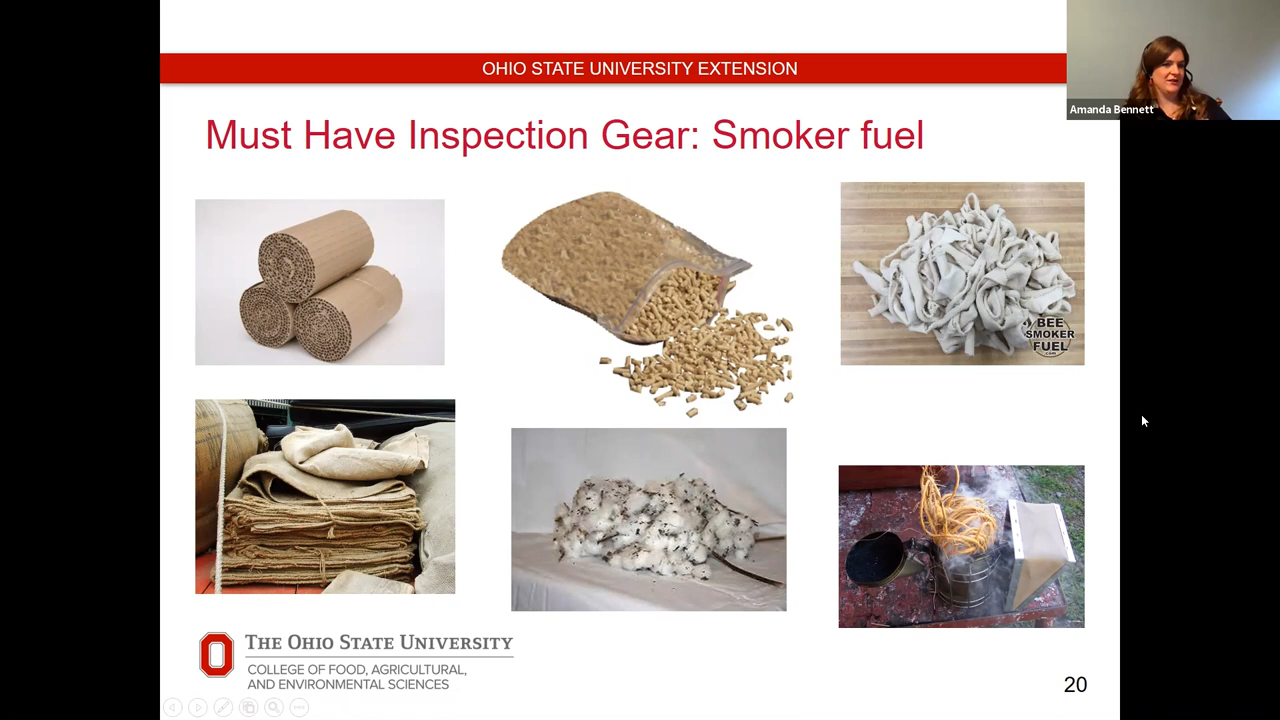 OHIO STATE UNIVERSITY EXTENSION
Amanda Bennett
Must Have Inspection Gear: Smoker fuel
BEE
SMOKER
FUEL
.com
THE OHIO STATE UNIVERSITY
COLLEGE OF FOOD, AGRICULTURAL,
AND ENVIRONMENTAL SCIENCES
20